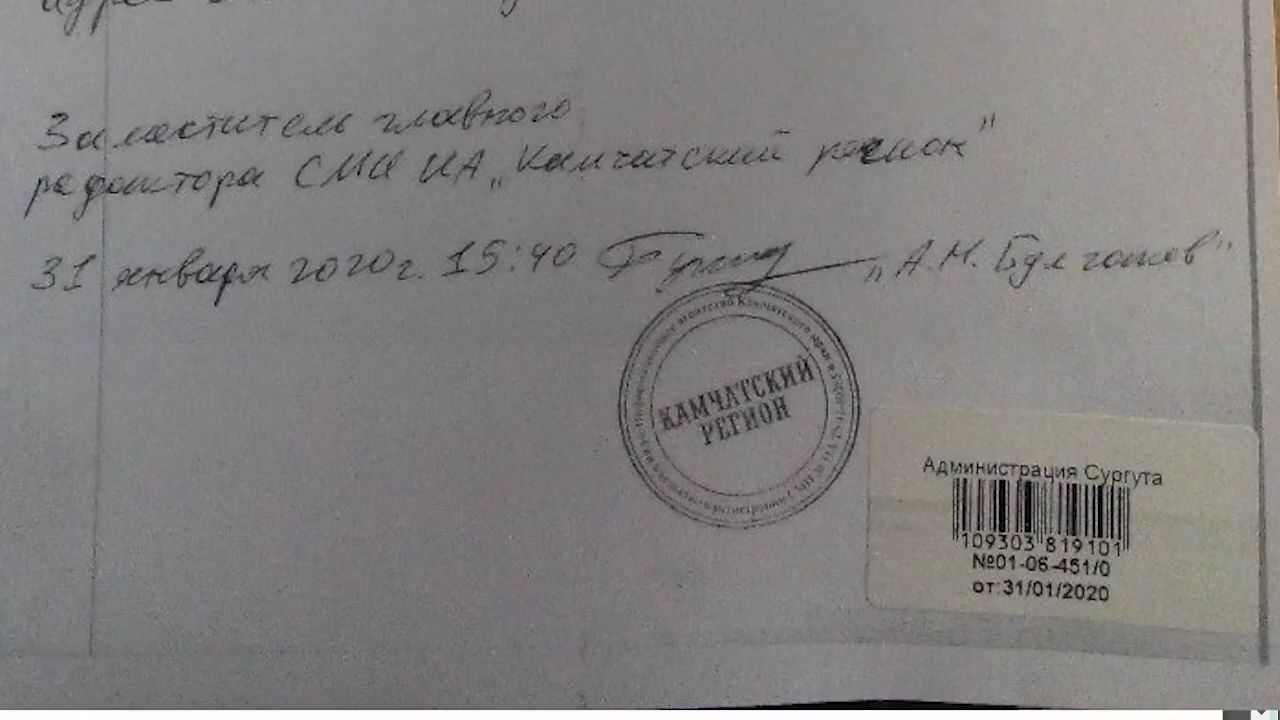 Заместитель главного
редактора СМИ ИА „Камчатский регион"
31 января 2020г. 15:40 „А.Н. Булгаков"
КАМЧАТСКИЙ
РЕГИОН
Администрация Сургута
109303 819101
№01-06-451/0
от:31/01/2020